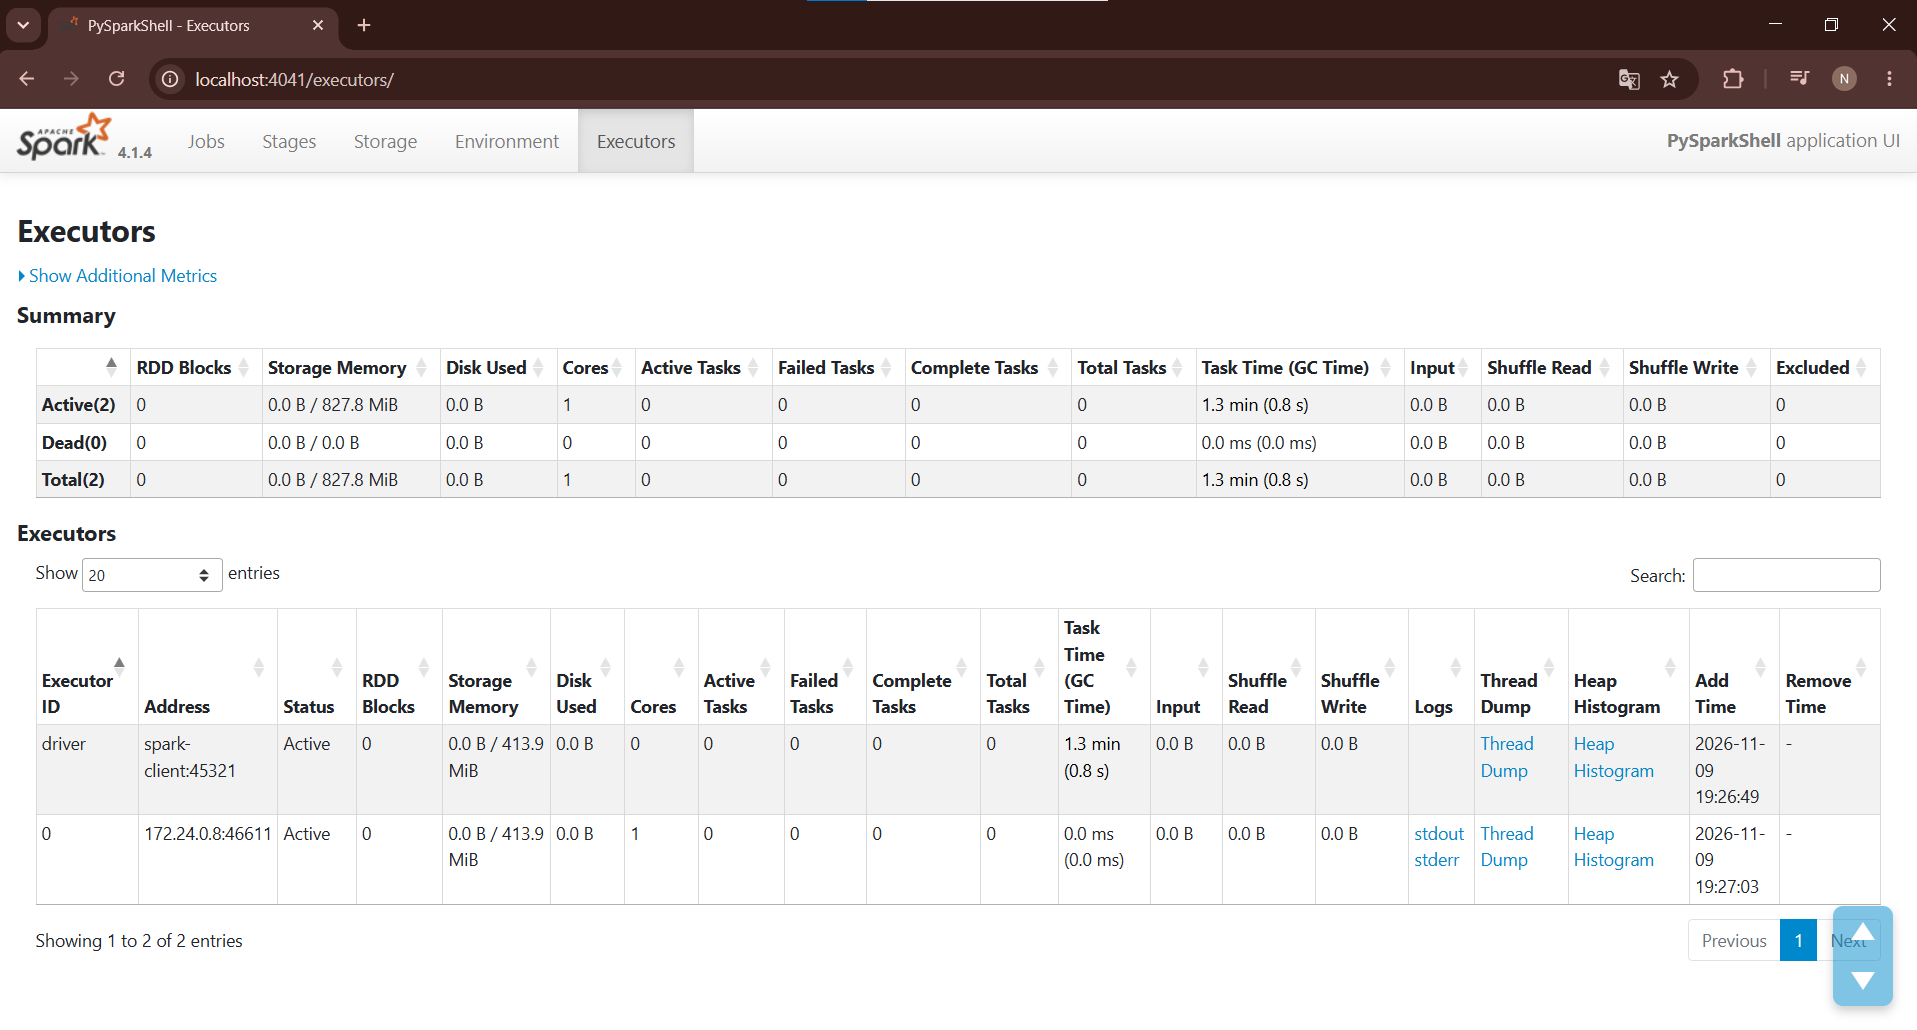 PySparkShell - Executors
localhost:4041/executors/
N
APACHE
Spark 4.1.4
Jobs Stages Storage Environment Executors PySparkShell application UI
Executors
Show Additional Metrics
Summary
RDD Blocks Storage Memory Disk Used Cores Active Tasks Failed Tasks Complete Tasks Total Tasks Task Time (GC Time) Input Shuffle Read Shuffle Write Excluded
Active(2) 0 0.0 B / 827.8 MiB 0.0 B 1 0 0 0 0 1.3 min (0.8 s) 0.0 B 0.0 B 0.0 B 0
Dead(0) 0 0.0 B / 0.0 B 0.0 B 0 0 0 0 0 0.0 ms (0.0 ms) 0.0 B 0.0 B 0.0 B 0
Total(2) 0 0.0 B / 827.8 MiB 0.0 B 1 0 0 0 0 1.3 min (0.8 s) 0.0 B 0.0 B 0.0 B 0
Executors
Show 20 entries Search:
Executor ID Address Status RDD Blocks Storage Memory Disk Used Cores Active Tasks Failed Tasks Complete Tasks Total Tasks Task Time (GC Time) Input Shuffle Read Shuffle Write Logs Thread Dump Heap Histogram Add Time Remove Time
driver spark-client:45321 Active 0 0.0 B / 413.9 MiB 0.0 B 0 0 0 0 0 1.3 min (0.8 s) 0.0 B 0.0 B 0.0 B Thread Dump Heap Histogram 2026-11-09 19:26:49 -
0 172.24.0.8:46611 Active 0 0.0 B / 413.9 MiB 0.0 B 1 0 0 0 0 0.0 ms (0.0 ms) 0.0 B 0.0 B 0.0 B stdout stderr Thread Dump Heap Histogram 2026-11-09 19:27:03 -
Showing 1 to 2 of 2 entries Previous 1 Next